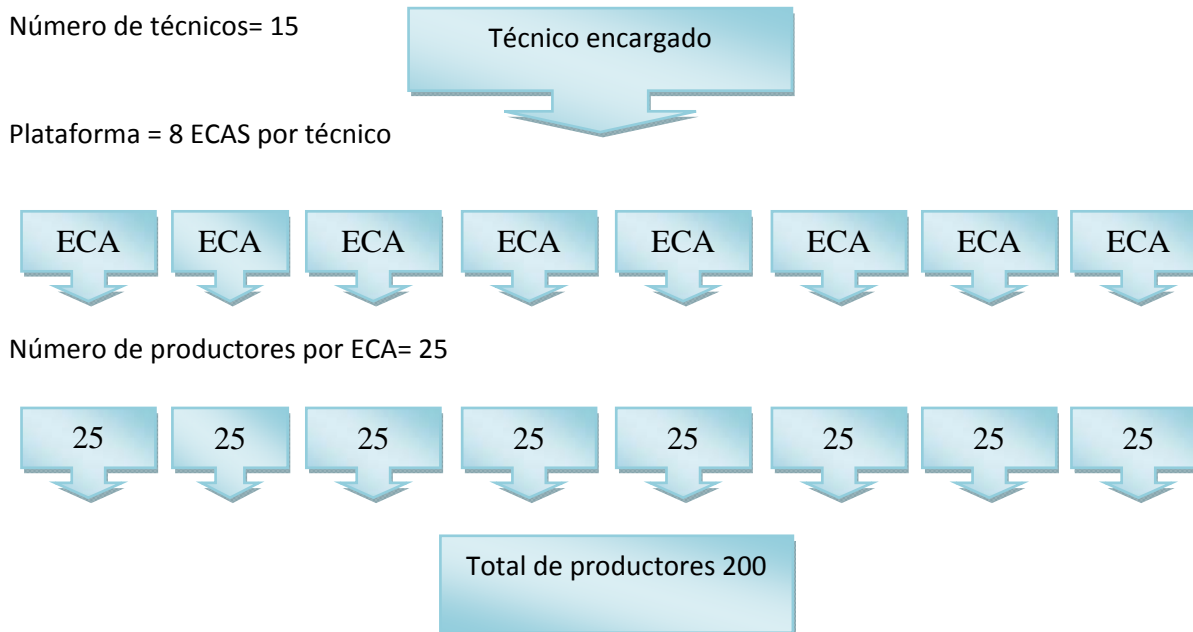 Número de técnicos= 15
Técnico encargado
Plataforma = 8 ECAS por técnico
ECA ECA ECA ECA ECA ECA ECA ECA
Número de productores por ECA= 25
25 25 25 25 25 25 25 25
Total de productores 200